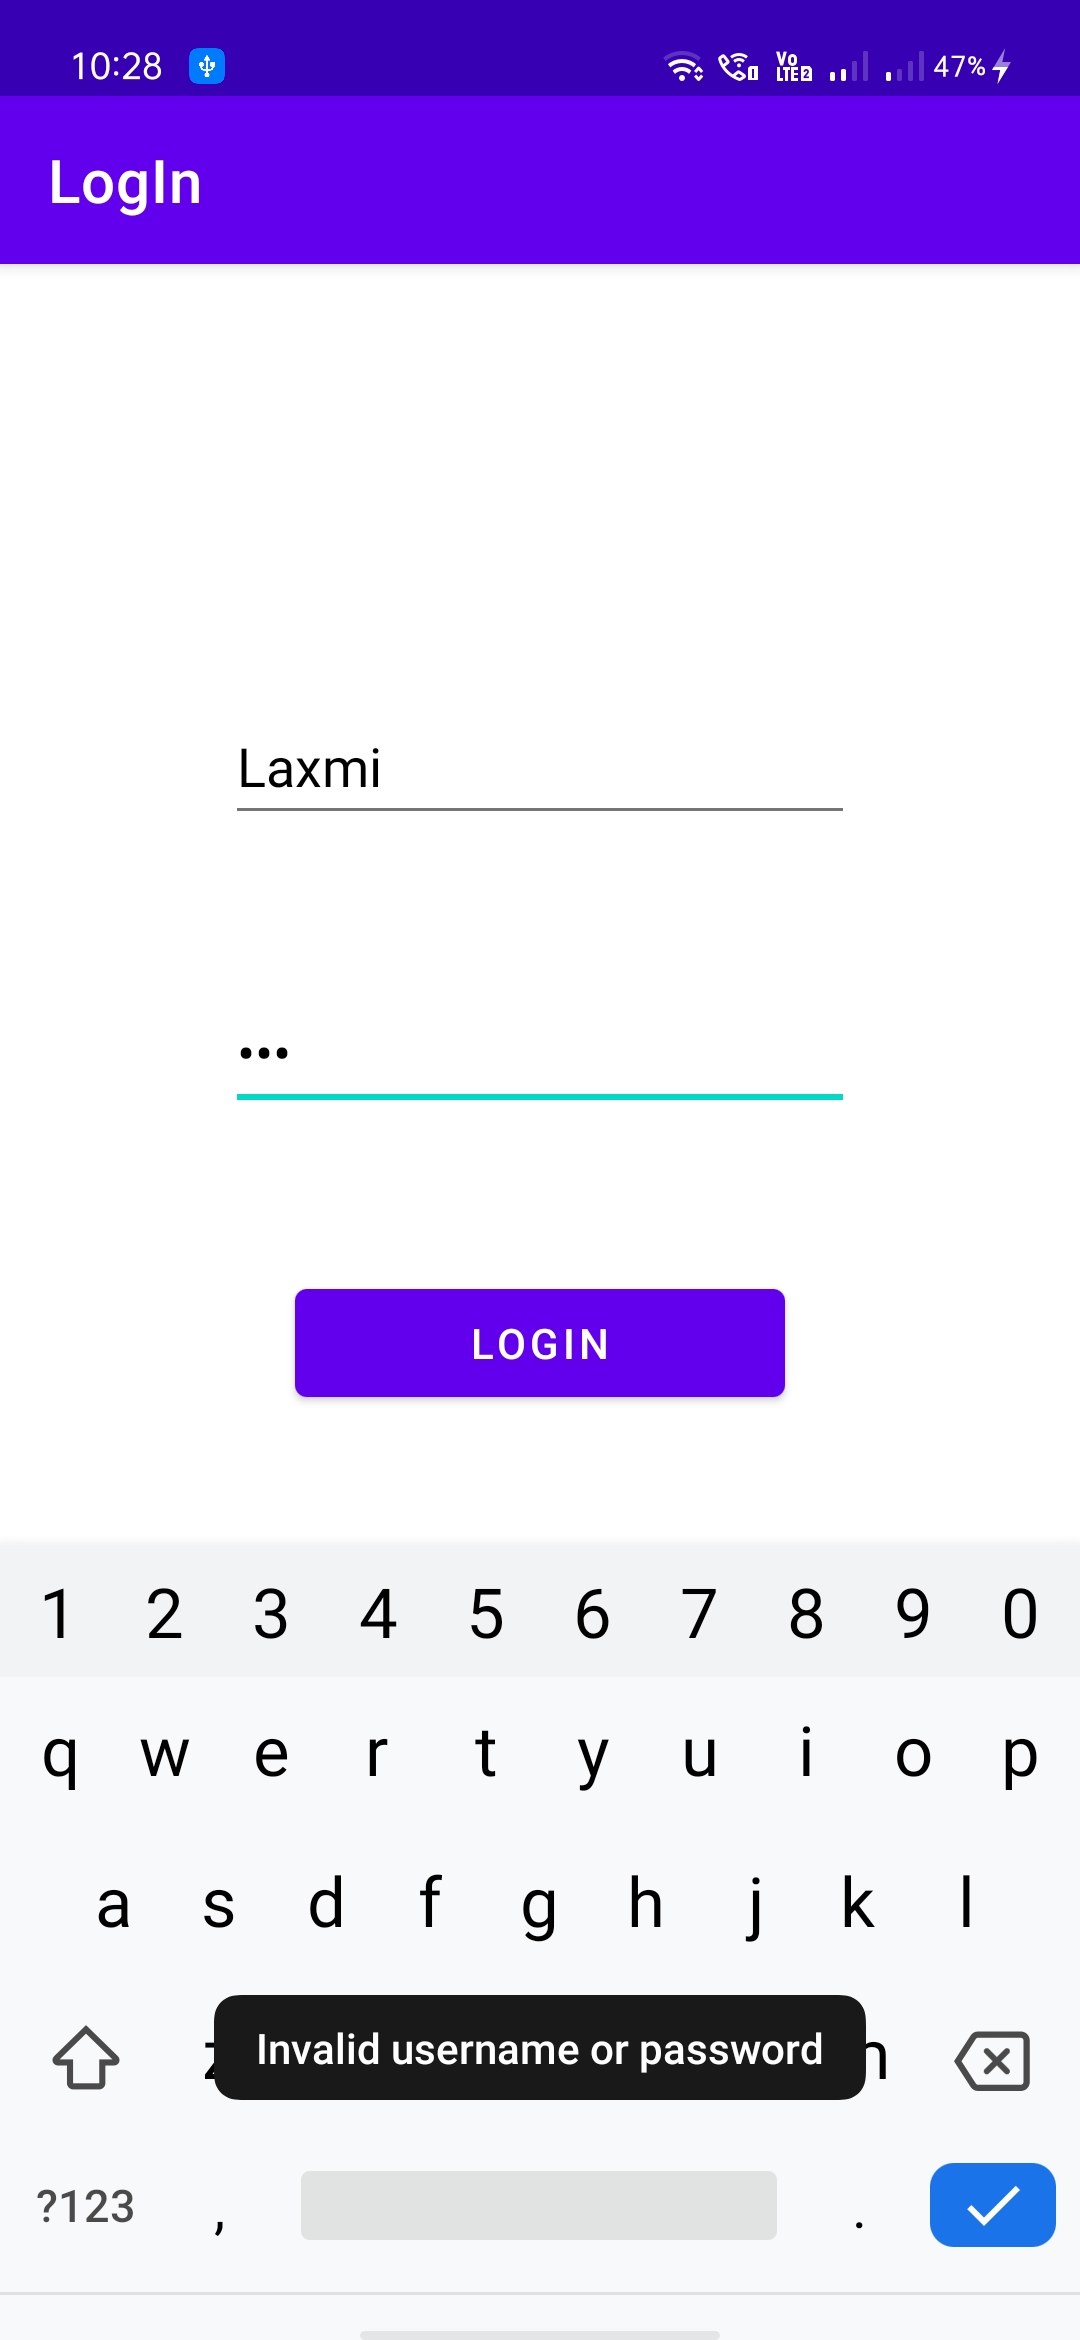 10:28 Vo LTE2 47%
LogIn
Laxmi
•••
LOGIN
1 2 3 4 5 6 7 8 9 0
q w e r t y u i o p
a s d f g h j k l
Invalid username or password
?123 , .